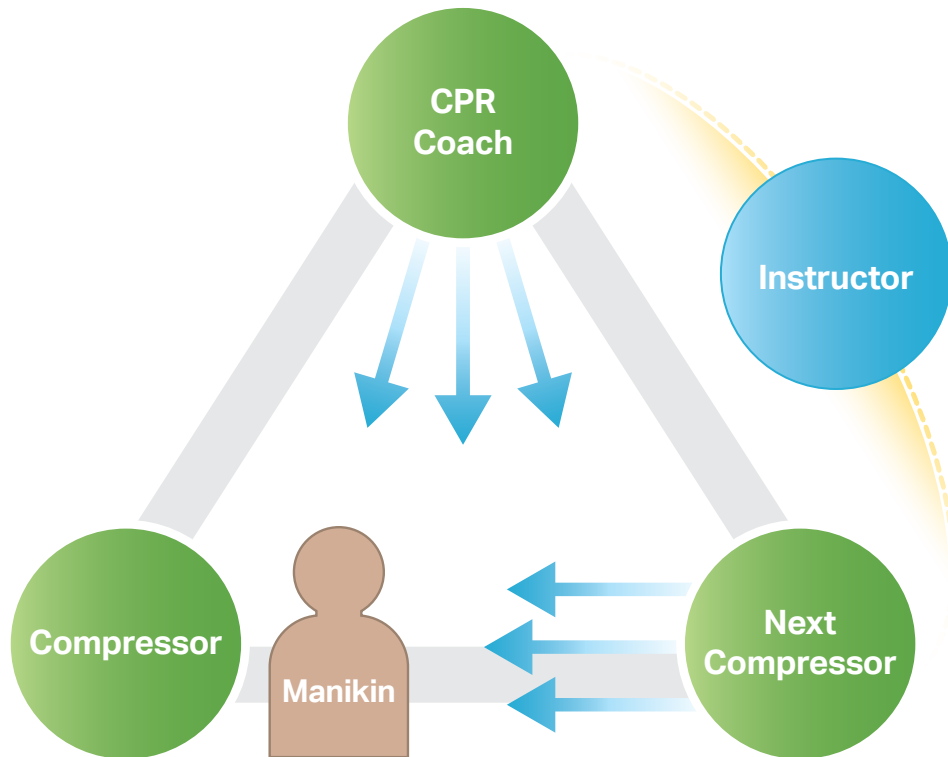 CPR
Coach
Instructor
Compressor
Manikin
Next
Compressor